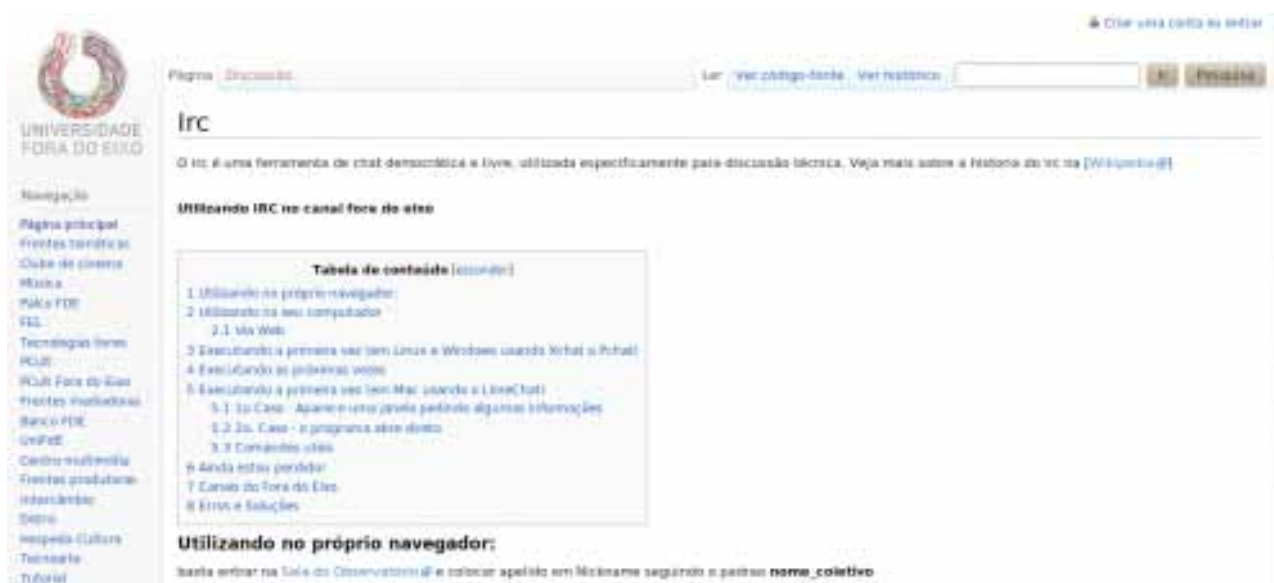 Criar uma conta ou entrar
UNIVERSIDADE
FORA DO EIXO
Página Discussão
Ler Ver código-fonte Ver histórico Ir Pesquisa
Irc
O irc é uma ferramenta de chat democrática e livre, utilizada especificamente para discussão técnica. Veja mais sobre a historia do irc na [Wikipedia]
Utilizando IRC no canal fora do eixo
Navegação
Página principal
Frentes temáticas
Clube de cinema
Música
Palco FDE
FEL
Tecnologias livres
PCult
PCult Fora do Eixo
Frentes mediadoras
Banco FDE
UniFdE
Centro multimídia
Frentes produtoras
Intercâmbio
Distro
Hospeda Cultura
Tecnoarte
Tutorial
Tabela de conteúdo [esconder]
1 Utilizando no próprio navegador:
2 Utilizando no seu computador
2.1 Via Web
3 Executando a primeira vez (em Linux e Windows usando Xchat o Pchat)
4 Executando as próximas vezes
5 Executando a primeira vez (em Mac usando o LimeChat)
5.1 1o Caso - Aparece uma janela pedindo algumas informações
5.2 2o. Caso - o programa abre direto
5.3 Comandos úteis
6 Ainda estou perdido!
7 Canais do Fora do Eixo
8 Erros e Soluções
Utilizando no próprio navegador:
basta entrar na Sala do Observatório e colocar apelido em Nickname seguindo o padrao nome_coletivo